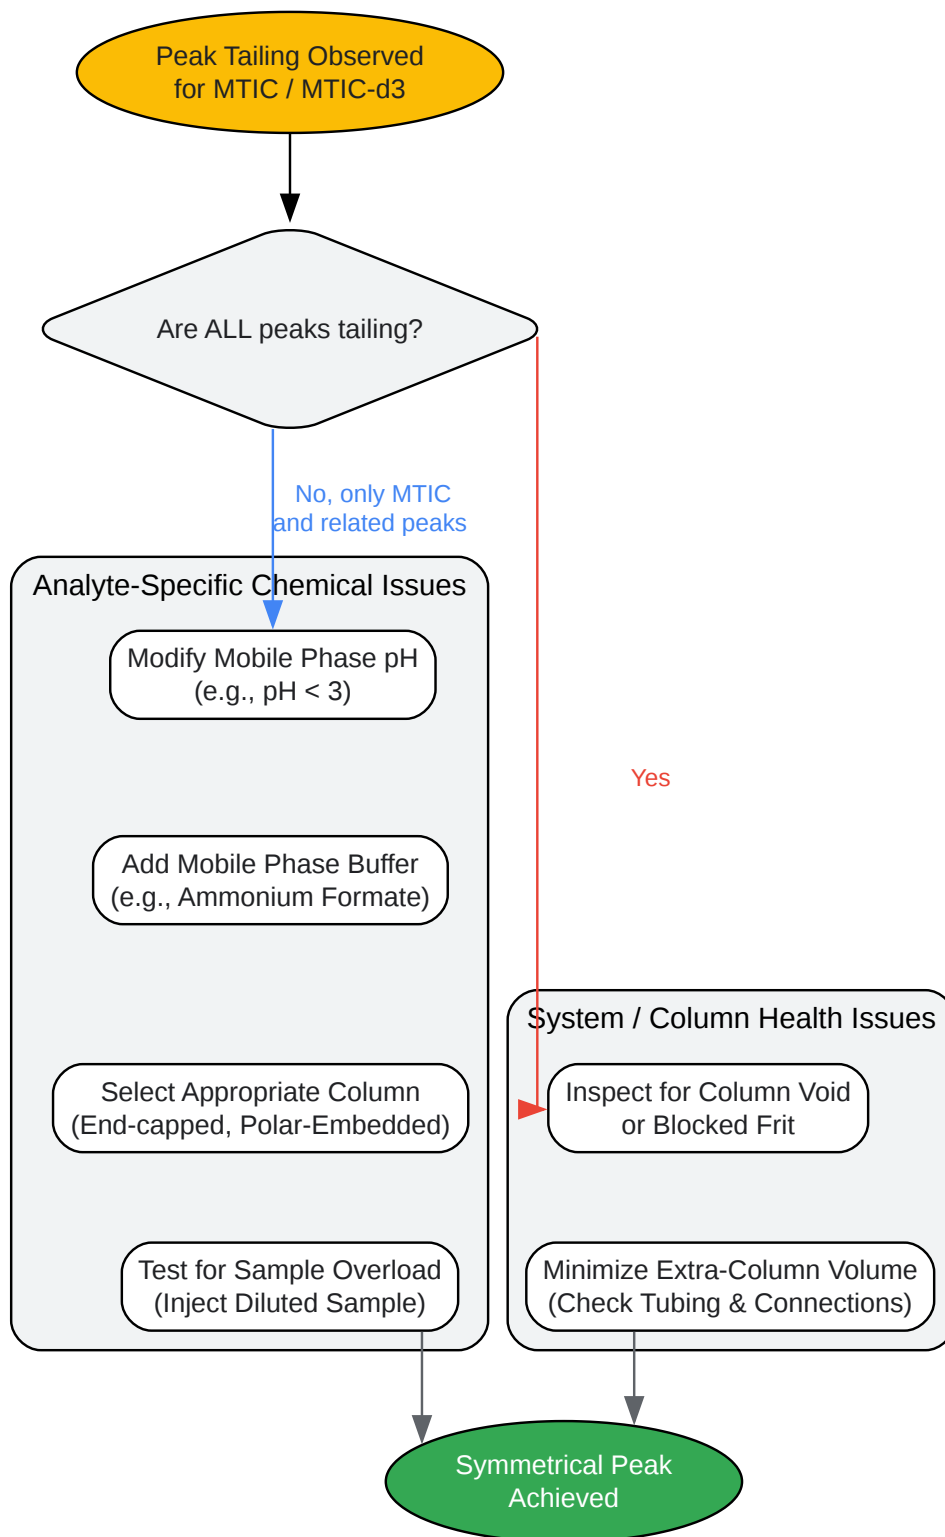 Peak Tailing Observed
for MTIC / MTIC-d3
Are ALL peaks tailing?
No, only MTIC
and related peaks
Analyte-Specific Chemical Issues
Modify Mobile Phase pH
(e.g., pH < 3)
Yes
Add Mobile Phase Buffer
(e.g., Ammonium Formate)
System / Column Health Issues
Select Appropriate Column
(End-capped, Polar-Embedded)
Inspect for Column Void
or Blocked Frit
Test for Sample Overload
(Inject Diluted Sample)
Minimize Extra-Column Volume
(Check Tubing & Connections)
Symmetrical Peak
Achieved